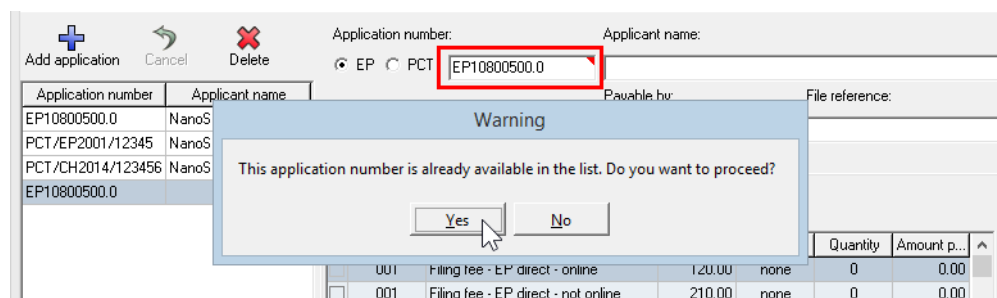 Add application Cancel Delete
Application number: Applicant name:
EP PCT EP10800500.0
Application number Applicant name
Payable by: File reference:
EP10800500.0 NanoS
PCT/EP2001/12345 NanoS
PCT/CH2014/123456 NanoS
EP10800500.0
Warning
This application number is already available in the list. Do you want to proceed?
Yes No
Quantity Amount p...
001 Filing fee - EP direct - online 120.00 none 0 0.00
001 Filing fee - EP direct - not online 210.00 none 0 0.00